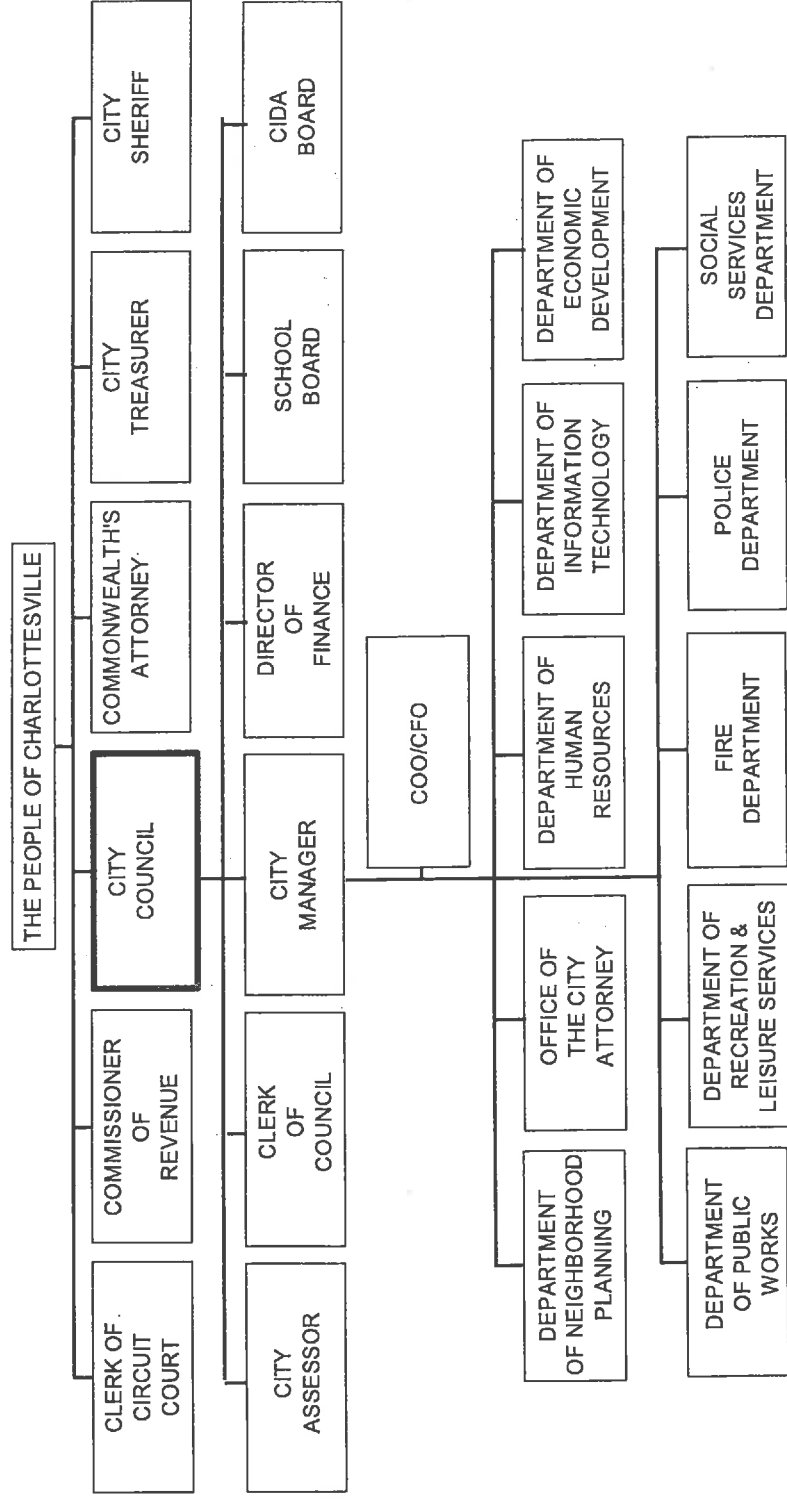 THE PEOPLE OF CHARLOTTESVILLE
CLERK OF
CIRCUIT
COURT
COMMISSIONER
OF
REVENUE
CITY
COUNCIL
COMMONWEALTH'S
ATTORNEY
CITY
TREASURER
CITY
SHERIFF
CITY
ASSESSOR
CLERK
OF
COUNCIL
CITY
MANAGER
DIRECTOR
OF
FINANCE
SCHOOL
BOARD
CIDA
BOARD
COO/CFO
DEPARTMENT
OF NEIGHBORHOOD
PLANNING
OFFICE OF
THE CITY
ATTORNEY
DEPARTMENT OF
HUMAN
RESOURCES
DEPARTMENT OF
INFORMATION
TECHNOLOGY
DEPARTMENT OF
ECONOMIC
DEVELOPMENT
DEPARTMENT
OF PUBLIC
WORKS
DEPARTMENT OF
RECREATION &
LEISURE SERVICES
FIRE
DEPARTMENT
POLICE
DEPARTMENT
SOCIAL
SERVICES
DEPARTMENT